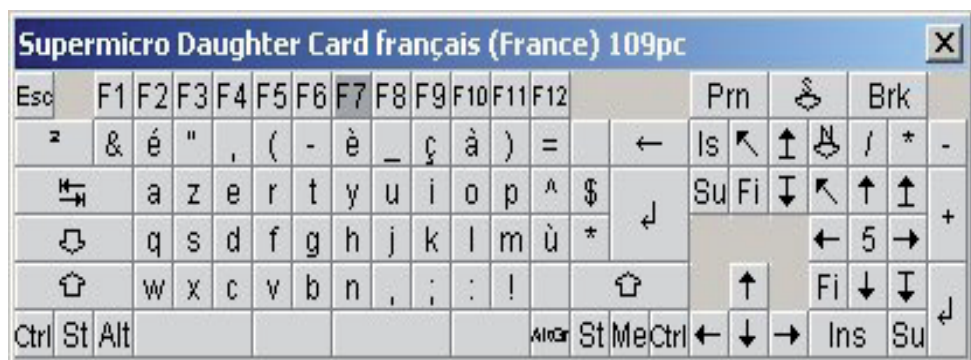 Supermicro Daughter Card français (France) 109pc X
Esc F1 F2 F3 F4 F5 F6 F7 F8 F9 F10 F11 F12 Prn Brk
² & é " ' ( - è _ ç à ) = ← Is ↖ ↥ N / * -
↹ a z e r t y u i o p ^ $ ↲ Su Fi ↧ ↖ ↑ ↥ +
⇩ q s d f g h j k l m ù * ← 5 →
⇧ w x c v b n , ; : ! ⇧ ↑ Fi ↓ ↧ ↲
Ctrl St Alt AltGr St Me Ctrl ← ↓ → Ins Su